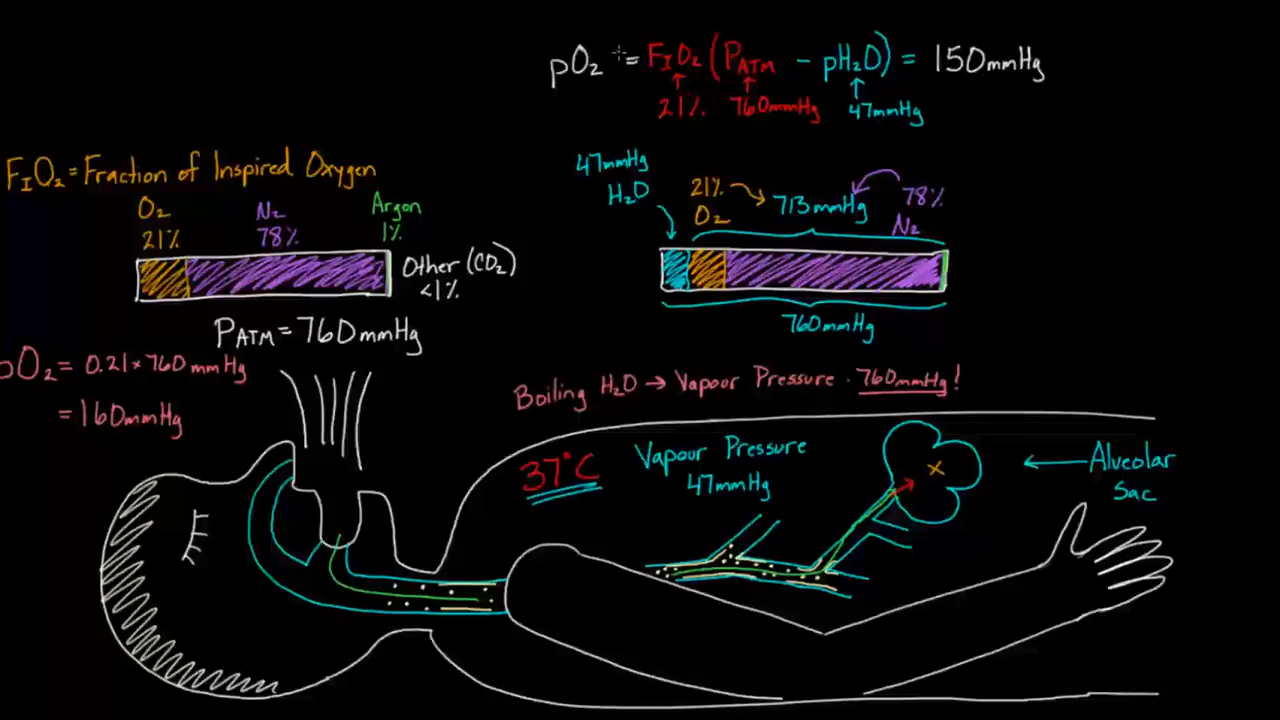 pO₂ = FIO₂ (PATM - pH₂O) = 150mmHg
21% 760mmHg 47mmHg
FIO₂ = Fraction of Inspired Oxygen
O₂ N₂ Argon
21% 78% 1%
Other (CO₂)
<1%
PATM = 760mmHg
pO₂ = 0.21 × 760 mmHg
= 160mmHg
47mmHg
H₂O
21% 713mmHg 78%
O₂ N₂
760mmHg
Boiling H₂O → Vapour Pressure · 760mmHg!
37°C
Vapour Pressure
47mmHg
← Alveolar
Sac